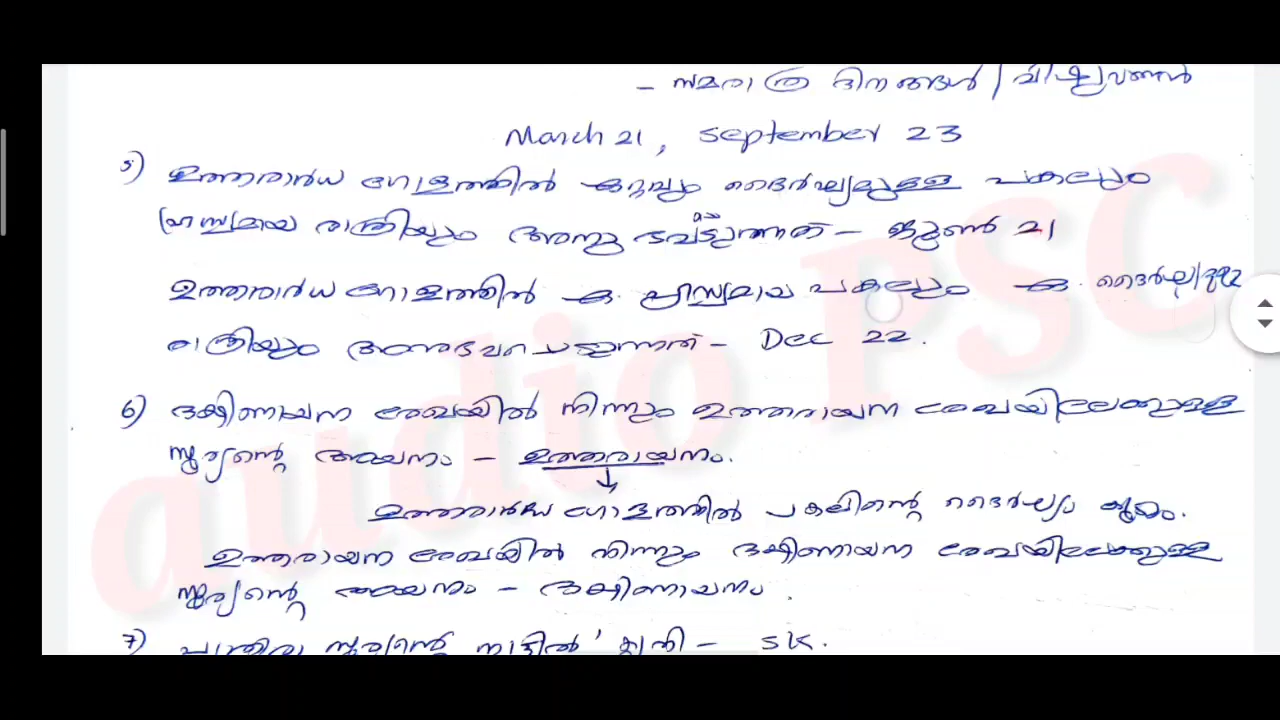 - സമരാത്ര ദിനങ്ങൾ / വിഷുവങ്ങൾ
March 21, September 23
5) ഉത്തരാർധ ഗോളത്തിൽ ഏറ്റവും ദൈർഘ്യമുള്ള പകലും
ഹ്രസ്വമായ രാത്രിയും അനുഭവപ്പെടുന്നത് - ജൂൺ 21
ഉത്തരാർധ ഗോളത്തിൽ ഏ. ഹ്രസ്വമായ പകലും ഏ. ദൈർഘ്യമുള്ള
രാത്രിയും അനുഭവപ്പെടുന്നത് - Dec 22.
6) ദക്ഷിണായന രേഖയിൽ നിന്നും ഉത്തരായന രേഖയിലേക്കുള്ള
സൂര്യന്റെ അയനം - ഉത്തരായനം.
ഉത്തരാർദ്ധ ഗോളത്തിൽ പകലിന്റെ ദൈർഘ്യം കൂടും.
ഉത്തരായന രേഖയിൽ നിന്നും ദക്ഷിണായന രേഖയിലേക്കുള്ള
സൂര്യന്റെ അയനം - ദക്ഷിണായനം.
7) പാതിരാ സൂര്യന്റെ നാട്ടിൽ ' കൃതി - SK.
audio PSC